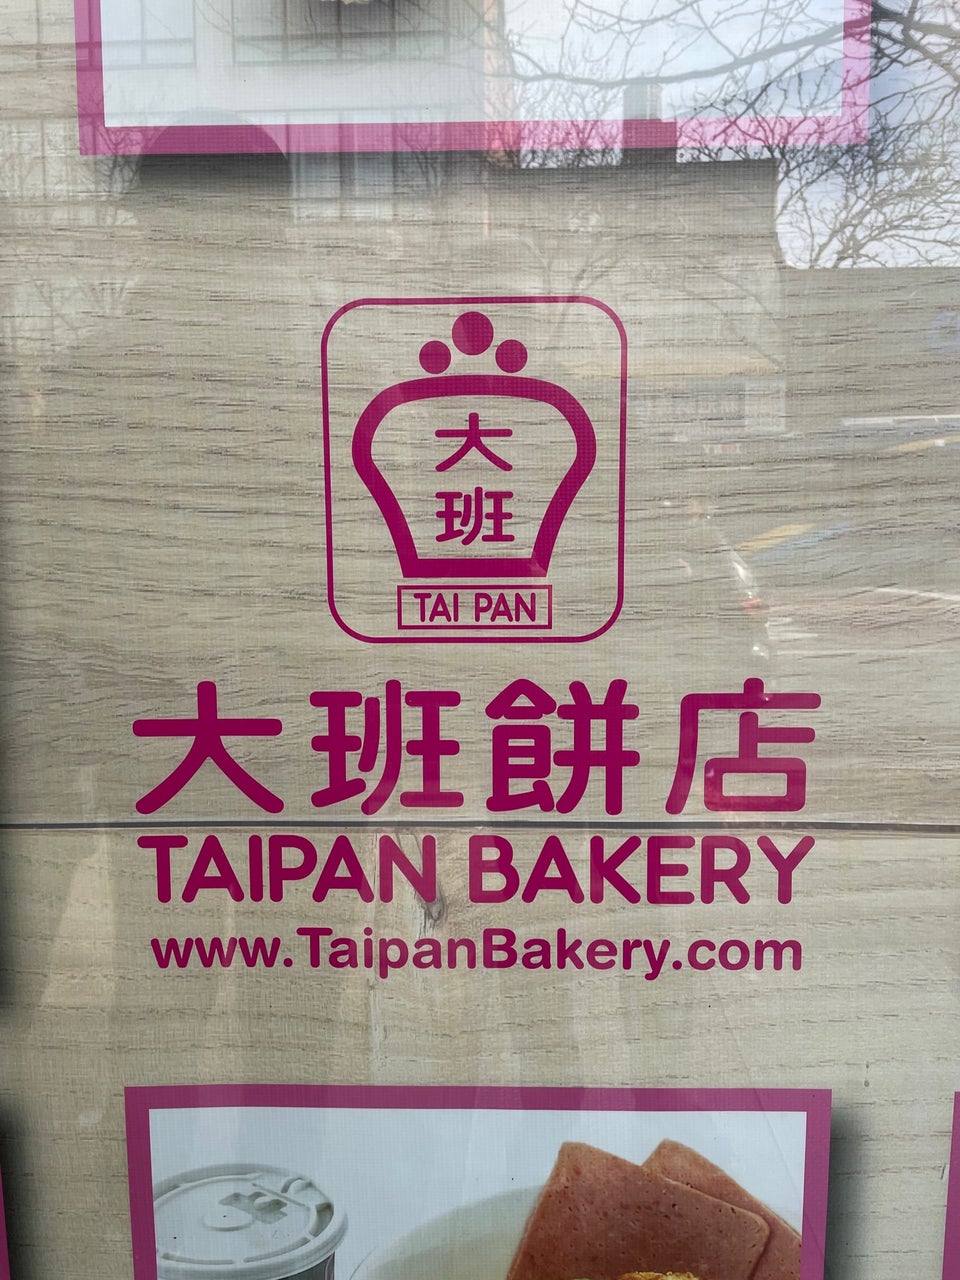 大
班
TAI PAN
大班餅店
TAIPAN BAKERY
www.TaipanBakery.com